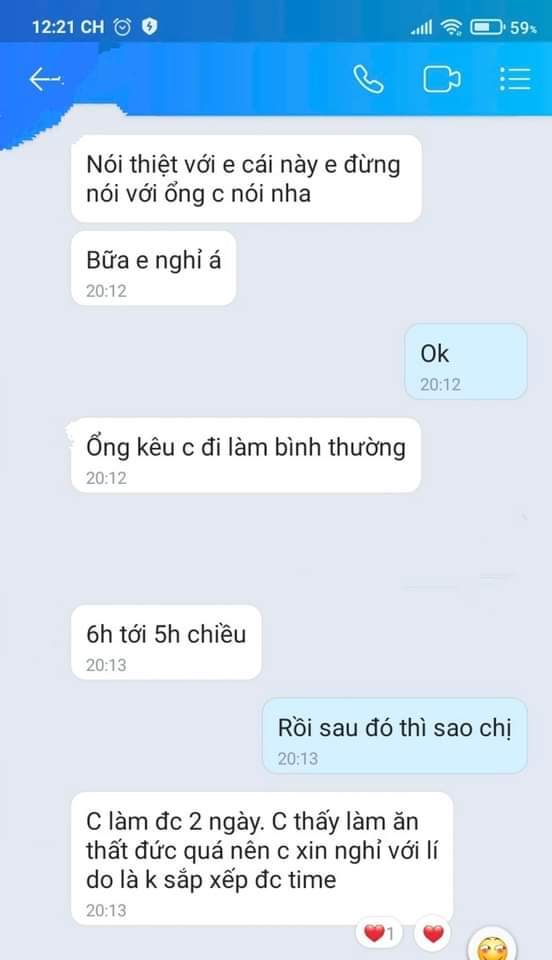 12:21 CH
59%
Nói thiệt với e cái này e đừng
nói với ổng c nói nha
Bữa e nghỉ á
20:12
Ok
20:12
Ổng kêu c đi làm bình thường
20:12
6h tới 5h chiều
20:13
Rồi sau đó thì sao chị
20:13
C làm đc 2 ngày. C thấy làm ăn
thất đức quá nên c xin nghỉ với lí
do là k sắp xếp đc time
20:13
1